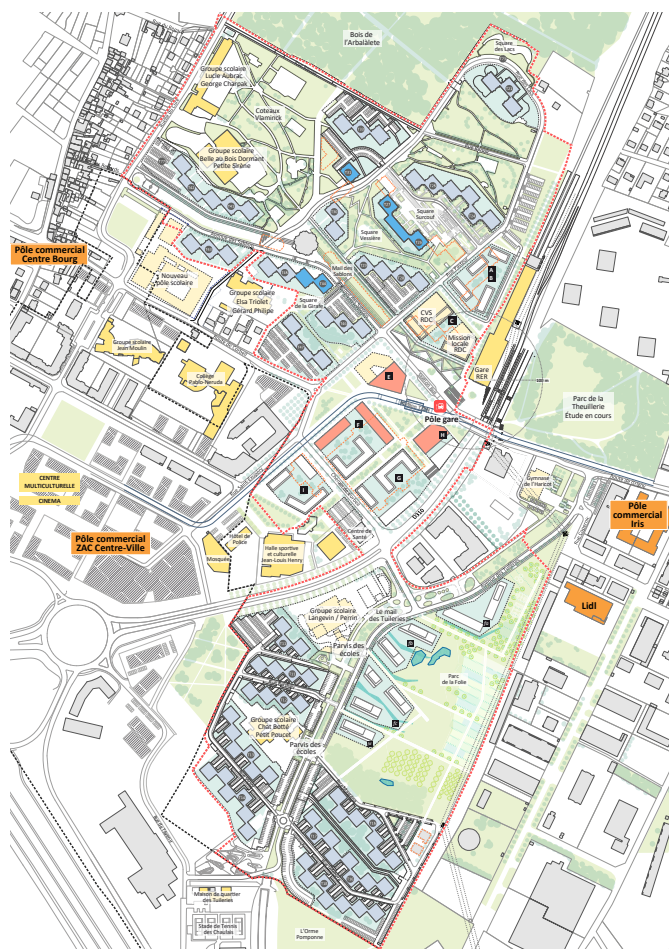 Bois de
l'Arbalàlete
Square
des Lacs
Groupe scolaire
Lucie Aubrac
George Charpak
Coteaux
Vlaminck
Groupe scolaire
Belle au Bois Dormant
Petite Sirène
Square
Surcouf
Square
Vessière
Pôle commercial
Centre Bourg
Mail des
Sablons
A
B
Nouveau
pôle scolaire
Groupe scolaire
Elsa Triolet
Gérard Philipe
Square
de la Girafe
CVS
RDC
C
Mission
locale
RDC
Groupe scolaire
Jean Moulin
Collège
Pablo Neruda
Gare
RER
E
Parc de la
Theuillerie
Étude en cours
Pôle gare
F
H
CENTRE
MULTICULTURELLE
CINEMA
I
G
Gymnase
de l'Haricot
D310
Pôle
commercial
Iris
Pôle commercial
ZAC Centre-Ville
Hôtel de
Police
Mosquée
Halle sportive
et culturelle
Jean-Louis Henry
Centre de
Santé
Lidl
Groupe scolaire
Langevin / Perrin
Le mail
des Tuileries
Parvis des
écoles
Parc
de la Folie
Groupe scolaire
Chat Botté
Petit Poucet
Parvis des
écoles
Maison de quartier
des Tuileries
Stade de Tennis
des Chaulais
L'Orme
Pomponne